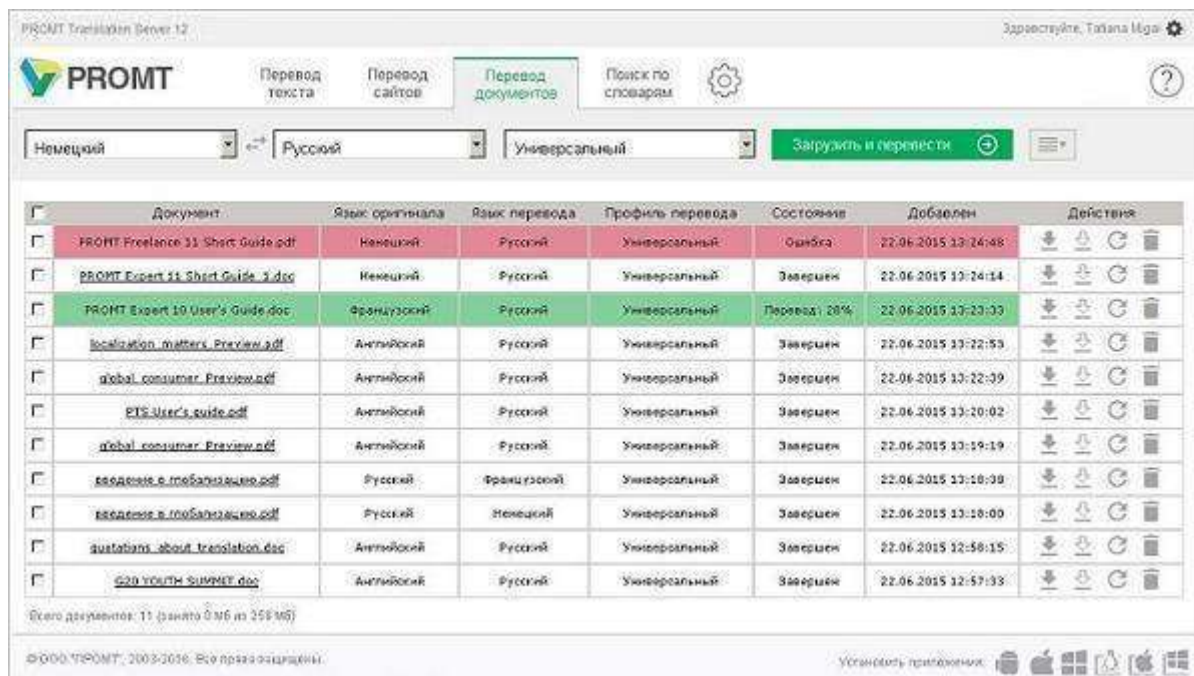 PROMT Translation Server 12 Здравствуйте, Tatiana Migal
PROMT Перевод текста Перевод сайтов Перевод документов Поиск по словарям ?
Немецкий Русский Универсальный Загрузить и перевести
Документ Язык оригинала Язык перевода Профиль перевода Состояние Добавлен Действия
PROMT Freelance 11 Short Guide.pdf Немецкий Русский Универсальный Ошибка 22.06.2015 13:24:48
PROMT Expert 11 Short Guide_1.doc Немецкий Русский Универсальный Завершен 22.06.2015 13:24:14
PROMT Expert 10 User's Guide.doc Французский Русский Универсальный Перевод: 28% 22.06.2015 13:23:33
localization_matters_Preview.pdf Английский Русский Универсальный Завершен 22.06.2015 13:22:53
global_consumer_Preview.pdf Английский Русский Универсальный Завершен 22.06.2015 13:22:39
PTS User's guide.pdf Английский Русский Универсальный Завершен 22.06.2015 13:20:02
global_consumer_Preview.pdf Английский Русский Универсальный Завершен 22.06.2015 13:19:19
введение в глобализацию.pdf Русский Французский Универсальный Завершен 22.06.2015 13:18:38
введение в глобализацию.pdf Русский Немецкий Универсальный Завершен 22.06.2015 13:18:00
quotations_about_translation.doc Английский Русский Универсальный Завершен 22.06.2015 12:58:15
G20 YOUTH SUMMIT.doc Английский Русский Универсальный Завершен 22.06.2015 12:57:33
Всего документов: 11 (занято 0 Мб из 258 Мб)
© ООО "ПРОМТ", 2003-2016. Все права защищены. Установить приложения: